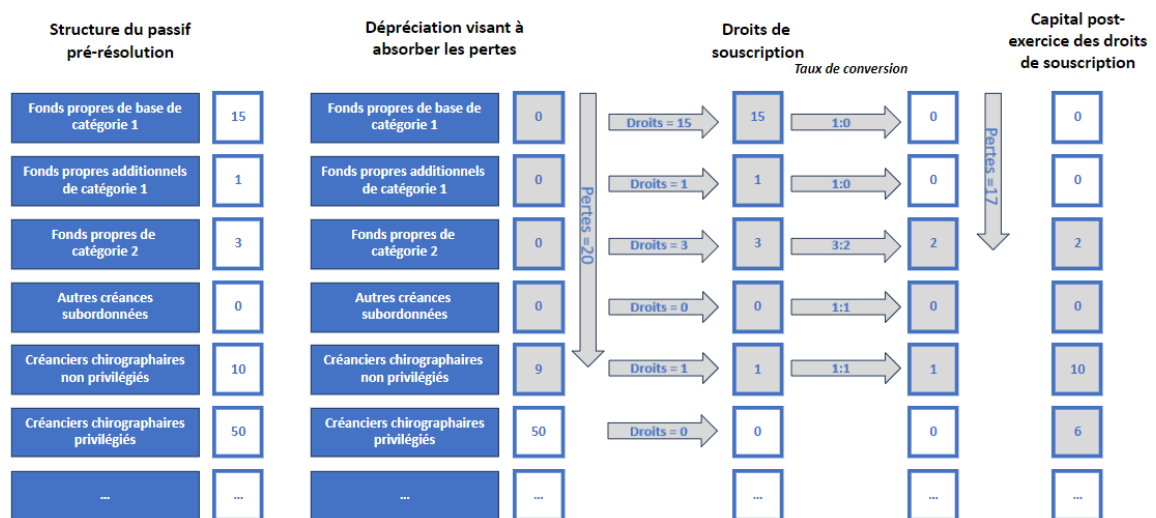 Structure du passif
pré-résolution
Dépréciation visant à
absorber les pertes
Droits de
souscription
Taux de conversion
Capital post-
exercice des droits
de souscription
Fonds propres de base de
catégorie 1
15
Fonds propres de base de
catégorie 1
0
Droits = 15
15
1:0
0
0
Fonds propres additionnels
de catégorie 1
1
Fonds propres additionnels
de catégorie 1
0
Droits = 1
1
1:0
0
0
Pertes =20
Pertes =17
Fonds propres de
catégorie 2
3
Fonds propres de
catégorie 2
0
Droits = 3
3
3:2
2
2
Autres créances
subordonnées
0
Autres créances
subordonnées
0
Droits = 0
0
1:1
0
0
Créanciers chirographaires
non privilégiés
10
Créanciers chirographaires
non privilégiés
9
Droits = 1
1
1:1
1
10
Créanciers chirographaires
privilégiés
50
Créanciers chirographaires
privilégiés
50
Droits = 0
0
0
6
...
...
...
...
...
...
...